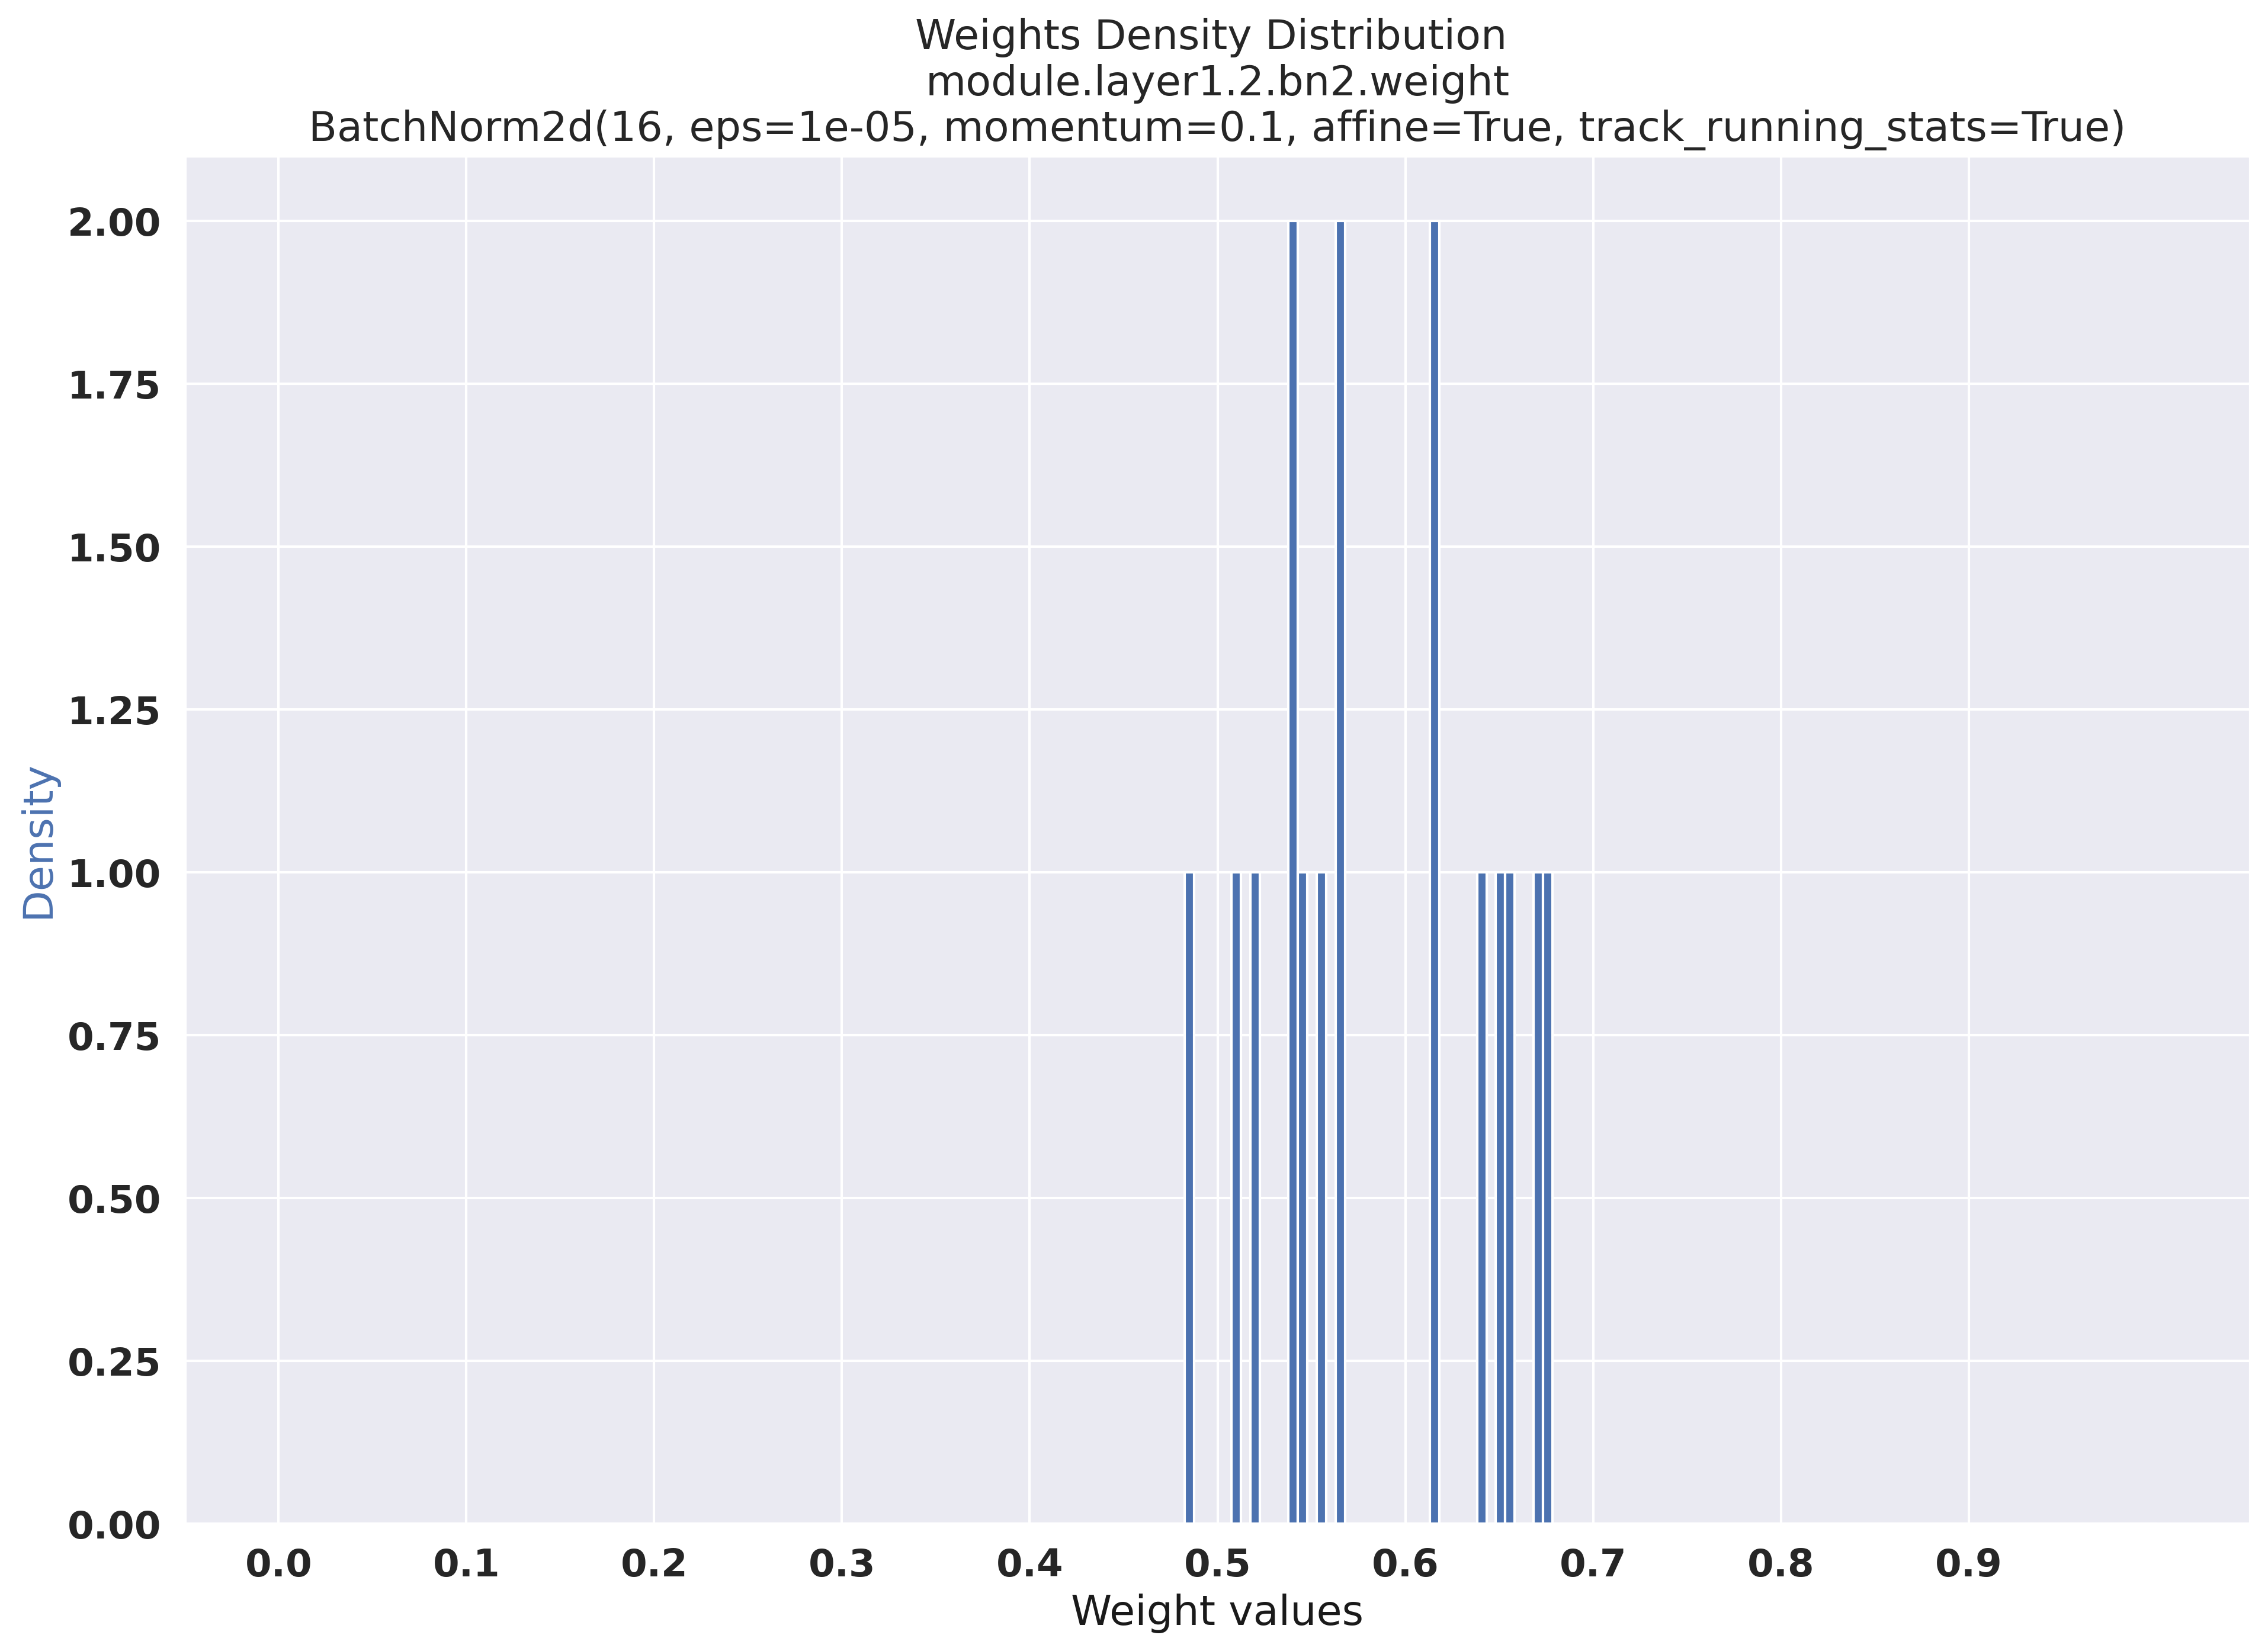 Weights Density Distribution
module.layer1.2.bn2.weight
BatchNorm2d(16, eps=1e-05, momentum=0.1, affine=True, track_running_stats=True)
2.00
1.75
1.50
1.25
1.00
0.75
0.50
0.25
0.00
Density
0.0 0.1 0.2 0.3 0.4 0.5 0.6 0.7 0.8 0.9
Weight values